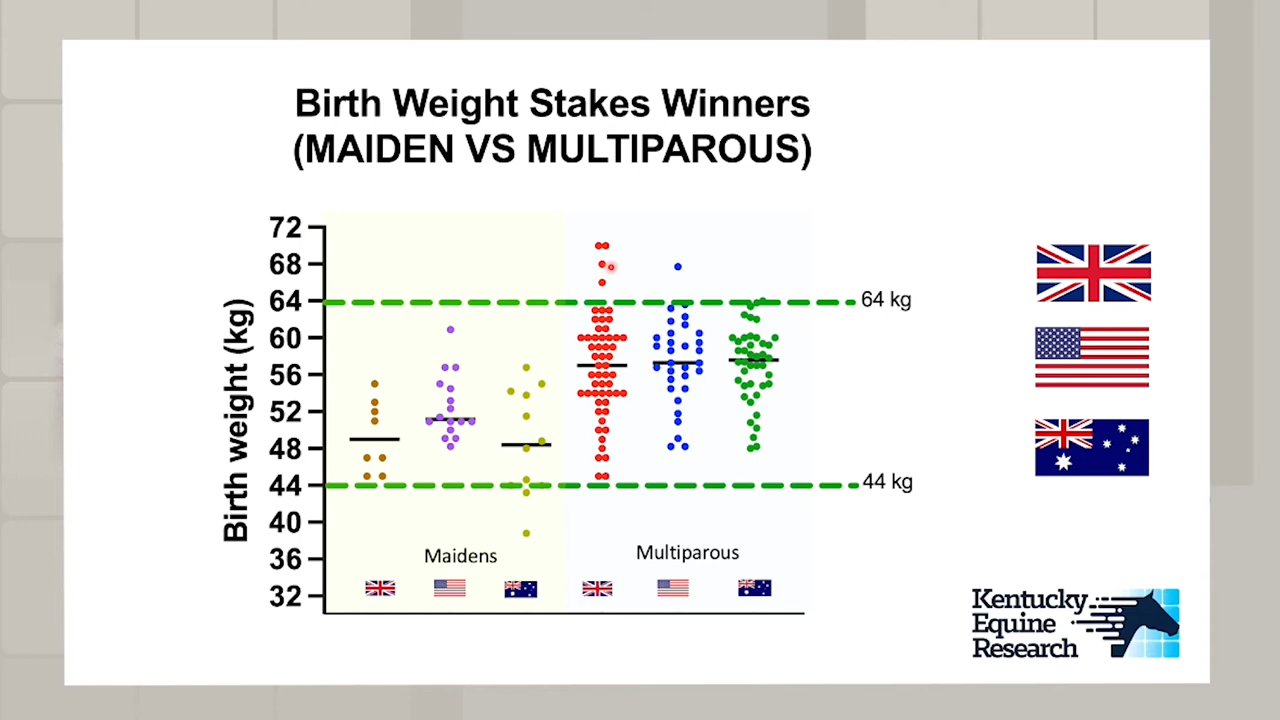 Birth Weight Stakes Winners
(MAIDEN VS MULTIPAROUS)
Birth weight (kg)
72
68
64
60
56
52
48
44
40
36
32
64 kg
44 kg
Maidens
Multiparous
Kentucky
Equine
Research